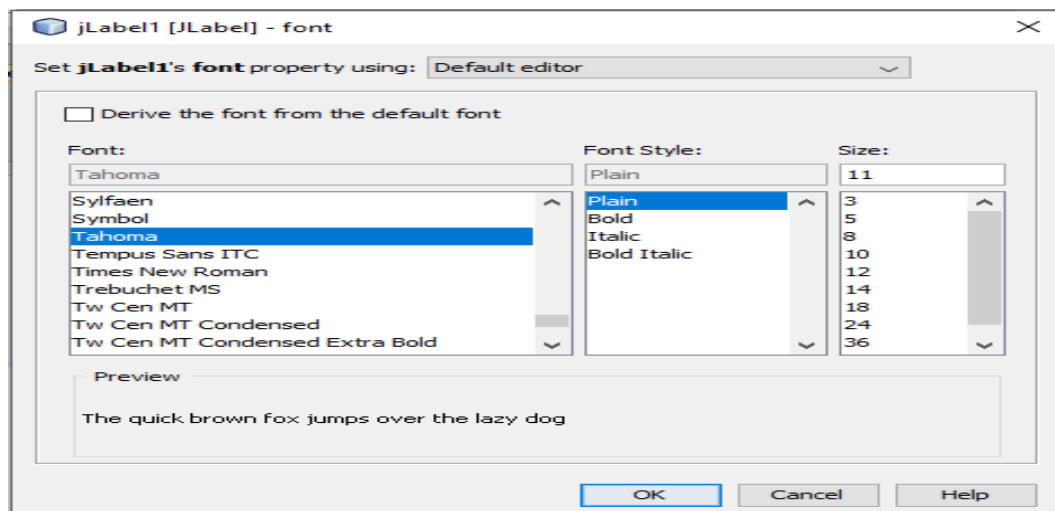 jLabel1 [JLabel] - font
Set jLabel1's font property using: Default editor
Derive the font from the default font
Font: Font Style: Size:
Tahoma Plain 11
Sylfaen Plain 3
Symbol Bold 5
Tahoma Italic 8
Tempus Sans ITC Bold Italic 10
Times New Roman 12
Trebuchet MS 14
Tw Cen MT 18
Tw Cen MT Condensed 24
Tw Cen MT Condensed Extra Bold 36
Preview
The quick brown fox jumps over the lazy dog
OK Cancel Help